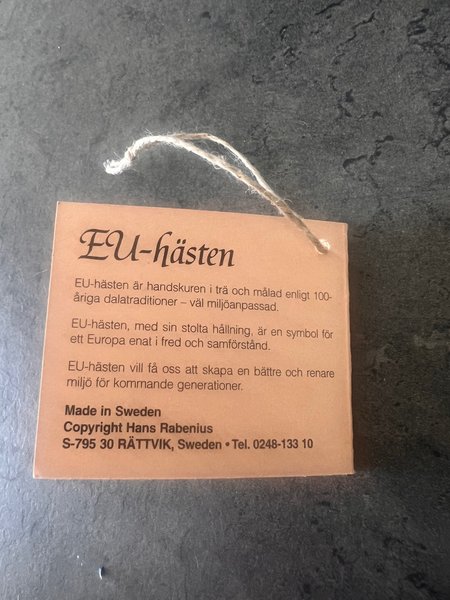 EU-hästen
EU-hästen är handskuren i trä och målad enligt 100-
åriga dalatraditioner – väl miljöanpassad.
EU-hästen, med sin stolta hållning, är en symbol för
ett Europa enat i fred och samförstånd.
EU-hästen vill få oss att skapa en bättre och renare
miljö för kommande generationer.
Made in Sweden
Copyright Hans Rabenius
S-795 30 RÄTTVIK, Sweden • Tel. 0248-133 10